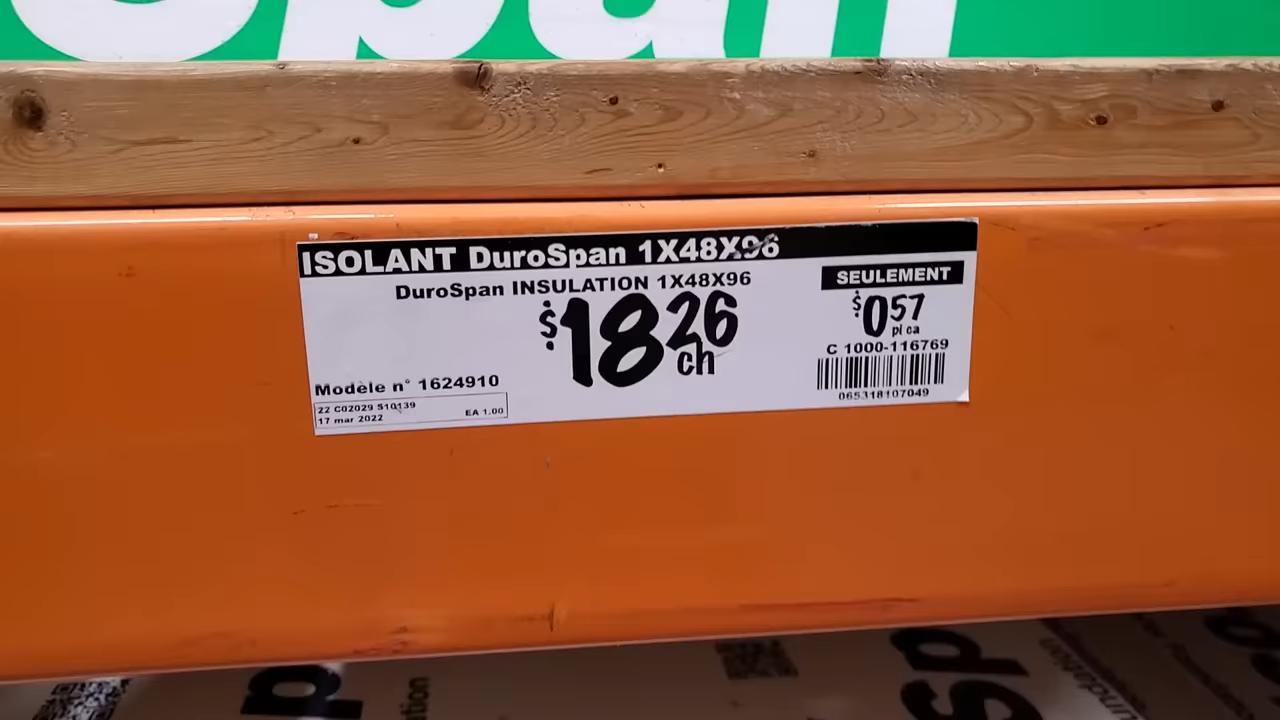 Span
ISOLANT DuroSpan 1X48X96
DuroSpan INSULATION 1X48X96
SEULEMENT
$18.26 ch
$0.57
pi ca
C 1000-116769
065318107049
Modèle n° 1624910
22 C02029 S10139
17 mar 2022
EA 1.00